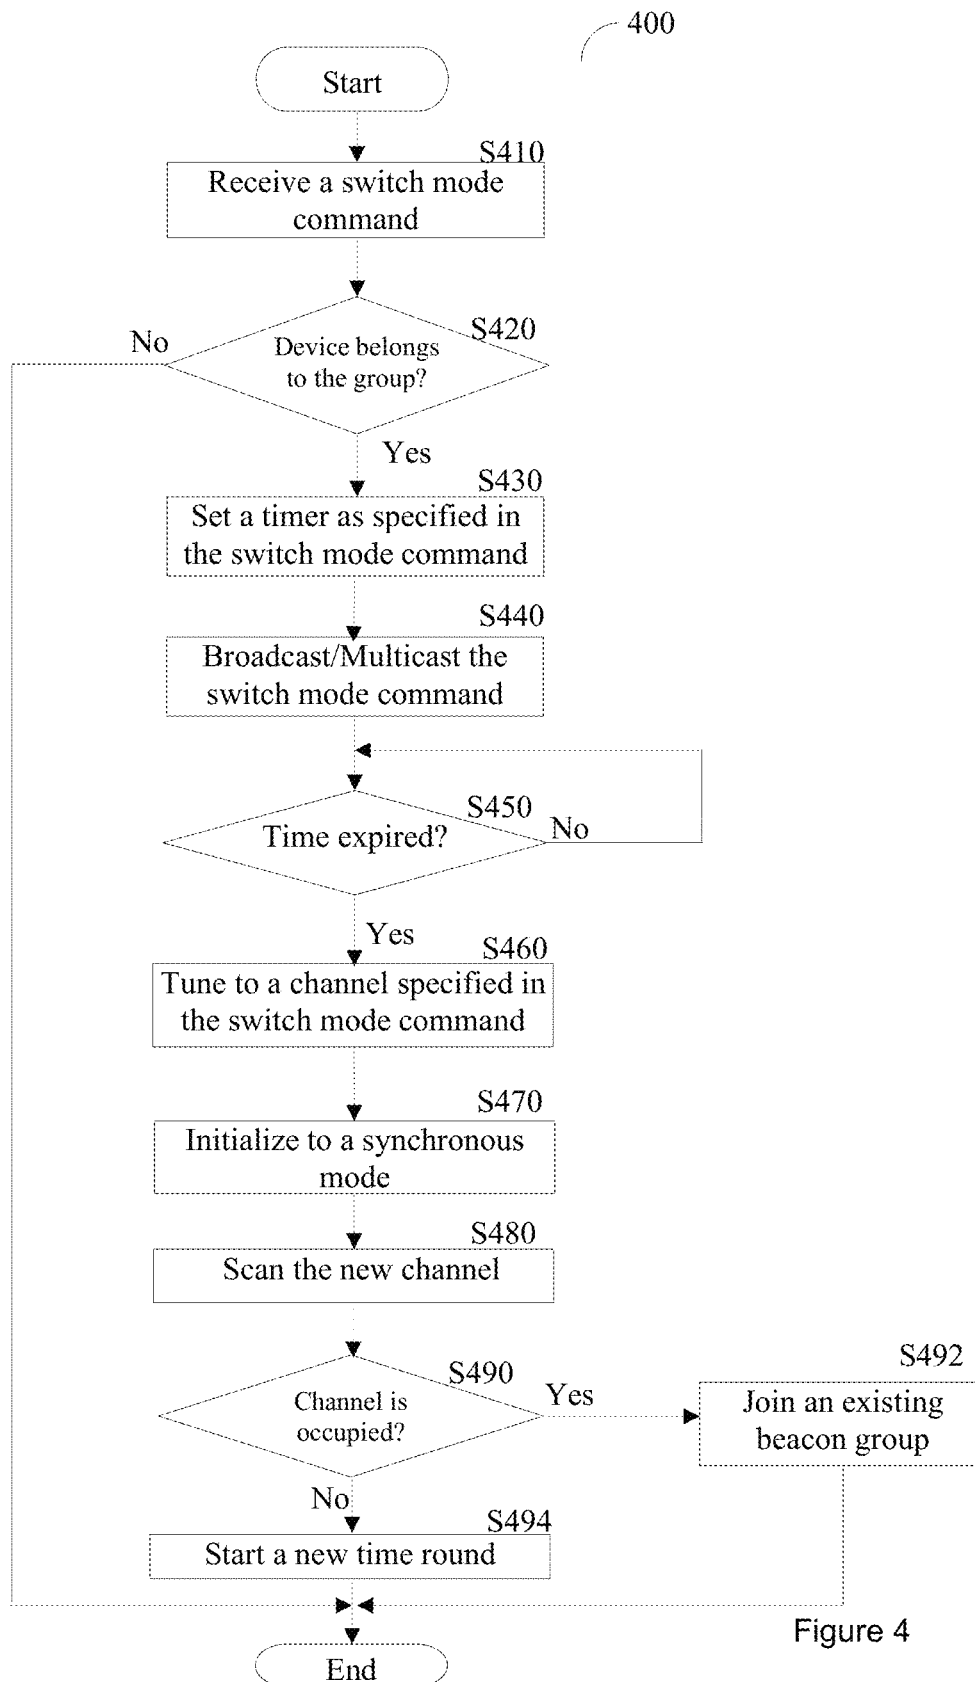 400
Start
S410
Receive a switch mode
command
S420
No
Device belongs
to the group?
Yes
S430
Set a timer as specified in
the switch mode command
S440
Broadcast/Multicast the
switch mode command
S450
Time expired?
No
Yes
S460
Tune to a channel specified in
the switch mode command
S470
Initialize to a synchronous
mode
S480
Scan the new channel
S490
Channel is
occupied?
Yes
S492
Join an existing
beacon group
No
S494
Start a new time round
Figure 4
End